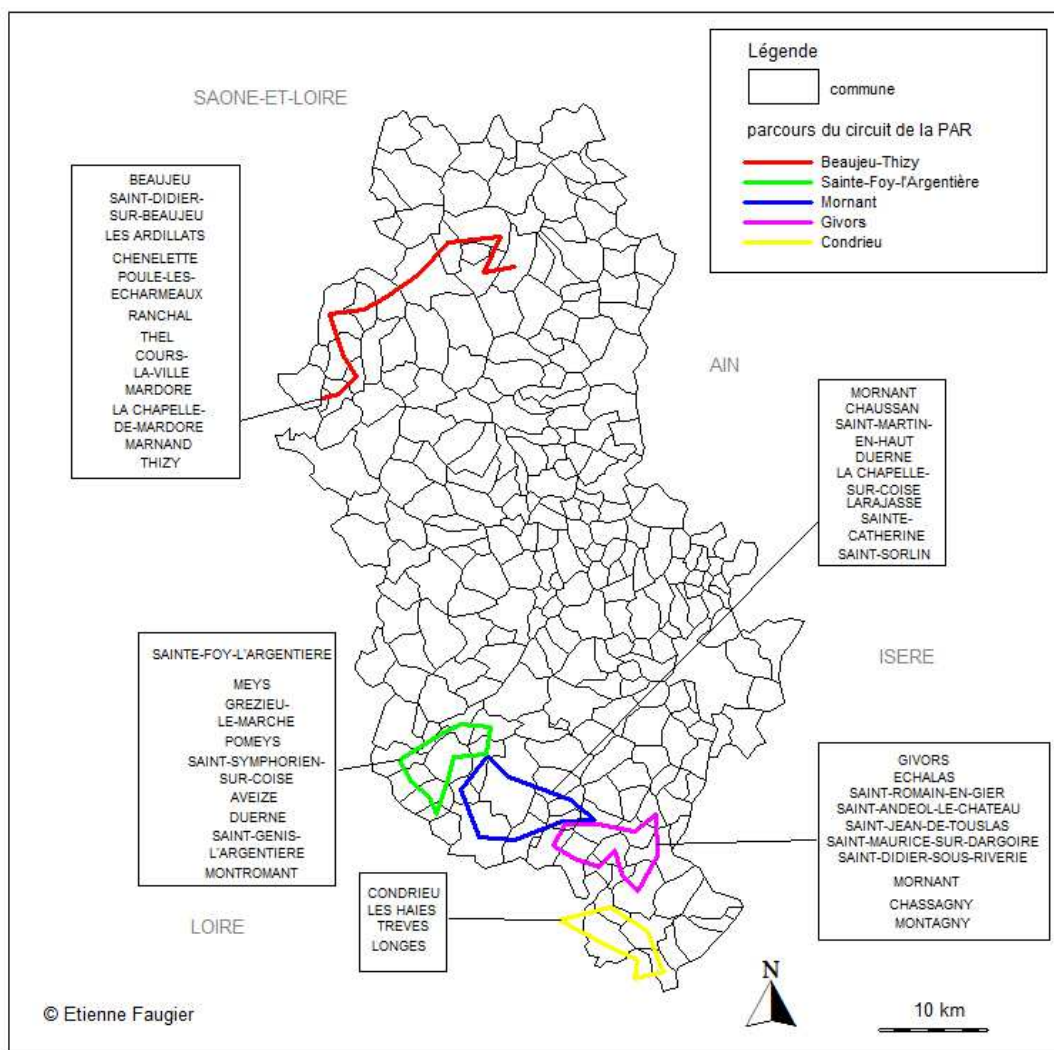 Légende
commune
parcours du circuit de la PAR
Beaujeu-Thizy
Sainte-Foy-l'Argentière
Mornant
Givors
Condrieu
SAONE-ET-LOIRE
BEAUJEU
SAINT-DIDIER-
SUR-BEAUJEU
LES ARDILLATS
CHENELETTE
POULE-LES-
ECHARMEAUX
RANCHAL
THEL
COURS-
LA-VILLE
MARDORE
LA CHAPELLE-
DE-MARDORE
MARNAND
THIZY
AIN
MORNANT
CHAUSSAN
SAINT-MARTIN-
EN-HAUT
DUERNE
LA CHAPELLE-
SUR-COISE
LARAJASSE
SAINTE-
CATHERINE
SAINT-SORLIN
ISERE
SAINTE-FOY-L'ARGENTIERE
MEYS
GREZIEU-
LE-MARCHE
POMEYS
SAINT-SYMPHORIEN-
SUR-COISE
AVEIZE
DUERNE
SAINT-GENIS-
L'ARGENTIERE
MONTROMANT
GIVORS
ECHALAS
SAINT-ROMAIN-EN-GIER
SAINT-ANDEOL-LE-CHATEAU
SAINT-JEAN-DE-TOUSLAS
SAINT-MAURICE-SUR-DARGOIRE
SAINT-DIDIER-SOUS-RIVERIE
MORNANT
CHASSAGNY
MONTAGNY
LOIRE
CONDRIEU
LES HAIES
TREVES
LONGES
© Etienne Faugier
N
10 km